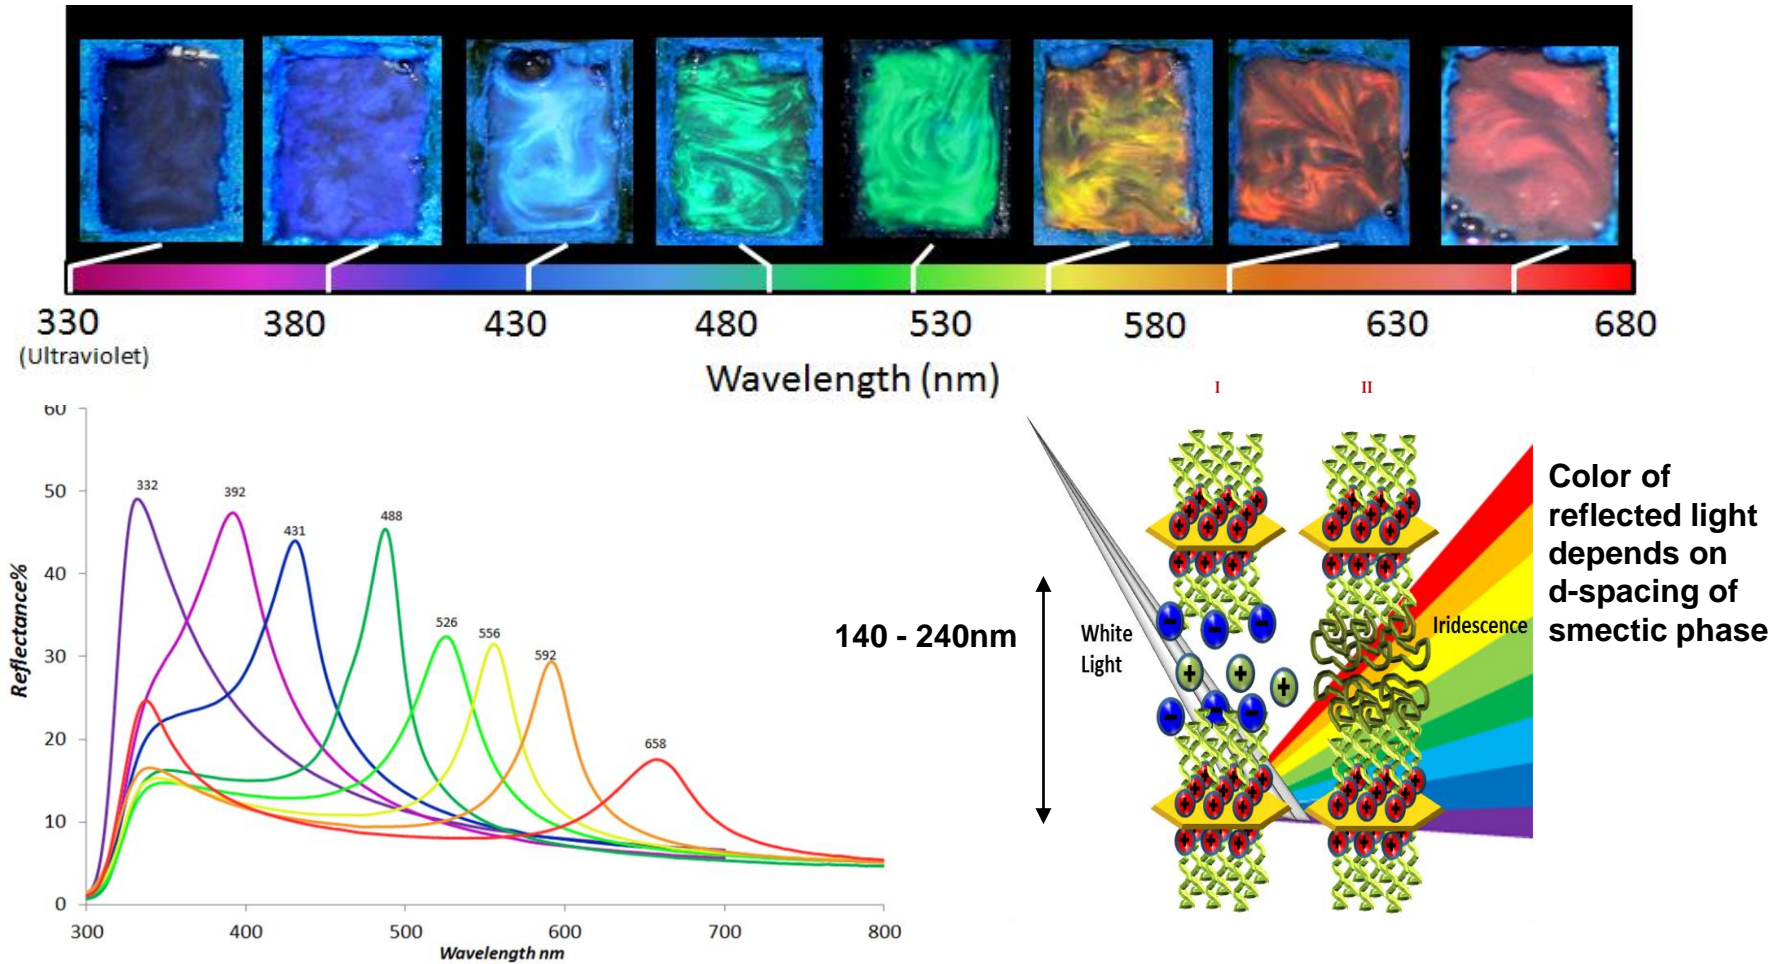 330 380 430 480 530 580 630 680
(Ultraviolet)
Wavelength (nm)
60
50
40
30
20
10
0
Reflectance%
332
392
431
488
526
556
592
658
300 400 500 600 700 800
Wavelength nm
I II
140 - 240nm
White
Light
+ + + + + + + + + + + +
+ + + + + +
- - -
+ + +
- - -
+ + + + + + + + + + + +
+ + + + + +
Iridescence
Color of
reflected light
depends on
d-spacing of
smectic phase